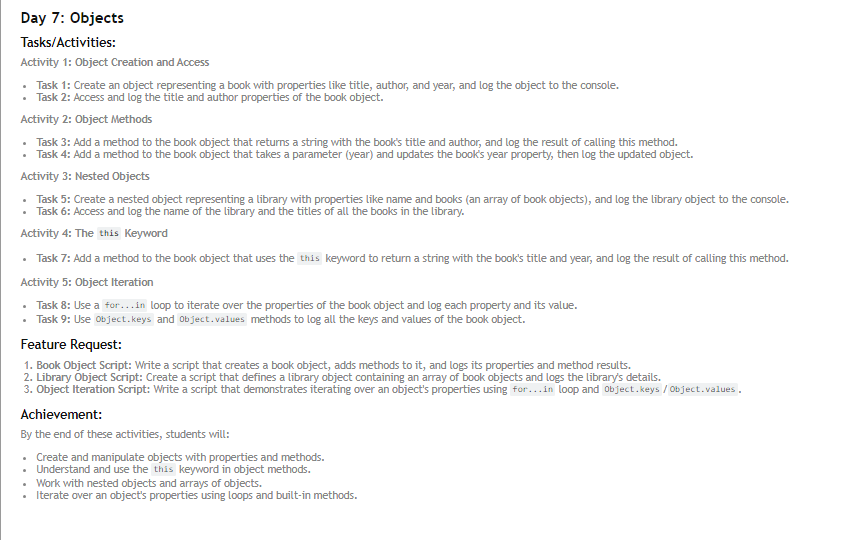 Day 7: Objects
Tasks/Activities:
Activity 1: Object Creation and Access
• Task 1: Create an object representing a book with properties like title, author, and year, and log the object to the console.
• Task 2: Access and log the title and author properties of the book object.
Activity 2: Object Methods
• Task 3: Add a method to the book object that returns a string with the book's title and author, and log the result of calling this method.
• Task 4: Add a method to the book object that takes a parameter (year) and updates the book's year property, then log the updated object.
Activity 3: Nested Objects
• Task 5: Create a nested object representing a library with properties like name and books (an array of book objects), and log the library object to the console.
• Task 6: Access and log the name of the library and the titles of all the books in the library.
Activity 4: The this Keyword
• Task 7: Add a method to the book object that uses the this keyword to return a string with the book's title and year, and log the result of calling this method.
Activity 5: Object Iteration
• Task 8: Use a for...in loop to iterate over the properties of the book object and log each property and its value.
• Task 9: Use Object.keys and Object.values methods to log all the keys and values of the book object.
Feature Request:
1. Book Object Script: Write a script that creates a book object, adds methods to it, and logs its properties and method results.
2. Library Object Script: Create a script that defines a library object containing an array of book objects and logs the library's details.
3. Object Iteration Script: Write a script that demonstrates iterating over an object's properties using for...in loop and Object.keys/Object.values.
Achievement:
By the end of these activities, students will:
• Create and manipulate objects with properties and methods.
• Understand and use the this keyword in object methods.
• Work with nested objects and arrays of objects.
• Iterate over an object's properties using loops and built-in methods.